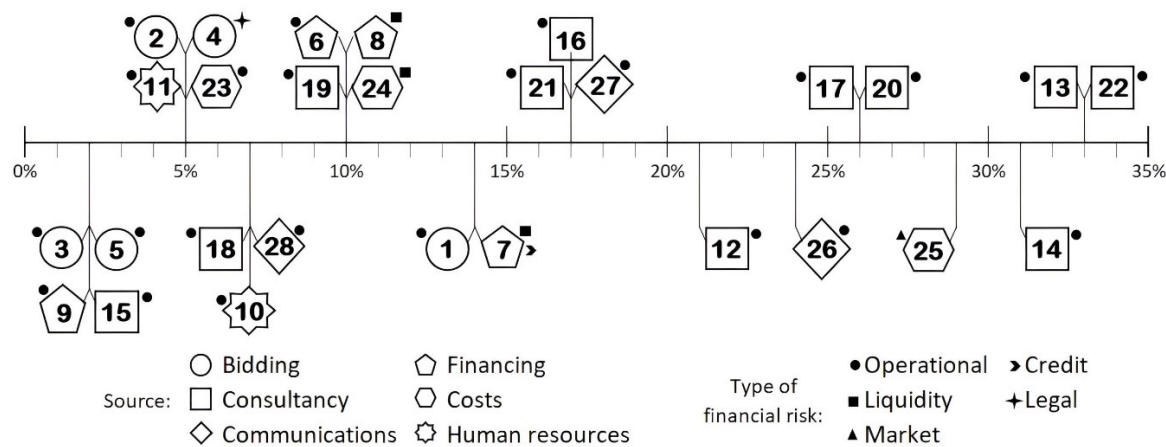 2 4 6 8 16
11 23 19 24 21 27 17 20 13 22
0% 5% 10% 15% 20% 25% 30% 35%
3 5 18 28 1 7 12 26 25 14
9 15 10
Bidding Financing Operational Credit
Source: Consultancy Costs Type of financial risk: Liquidity Legal
Communications Human resources Market